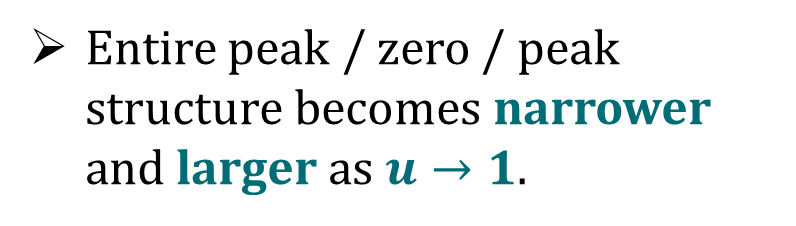 ➢ Entire peak / zero / peak
structure becomes narrower
and larger as u → 1.